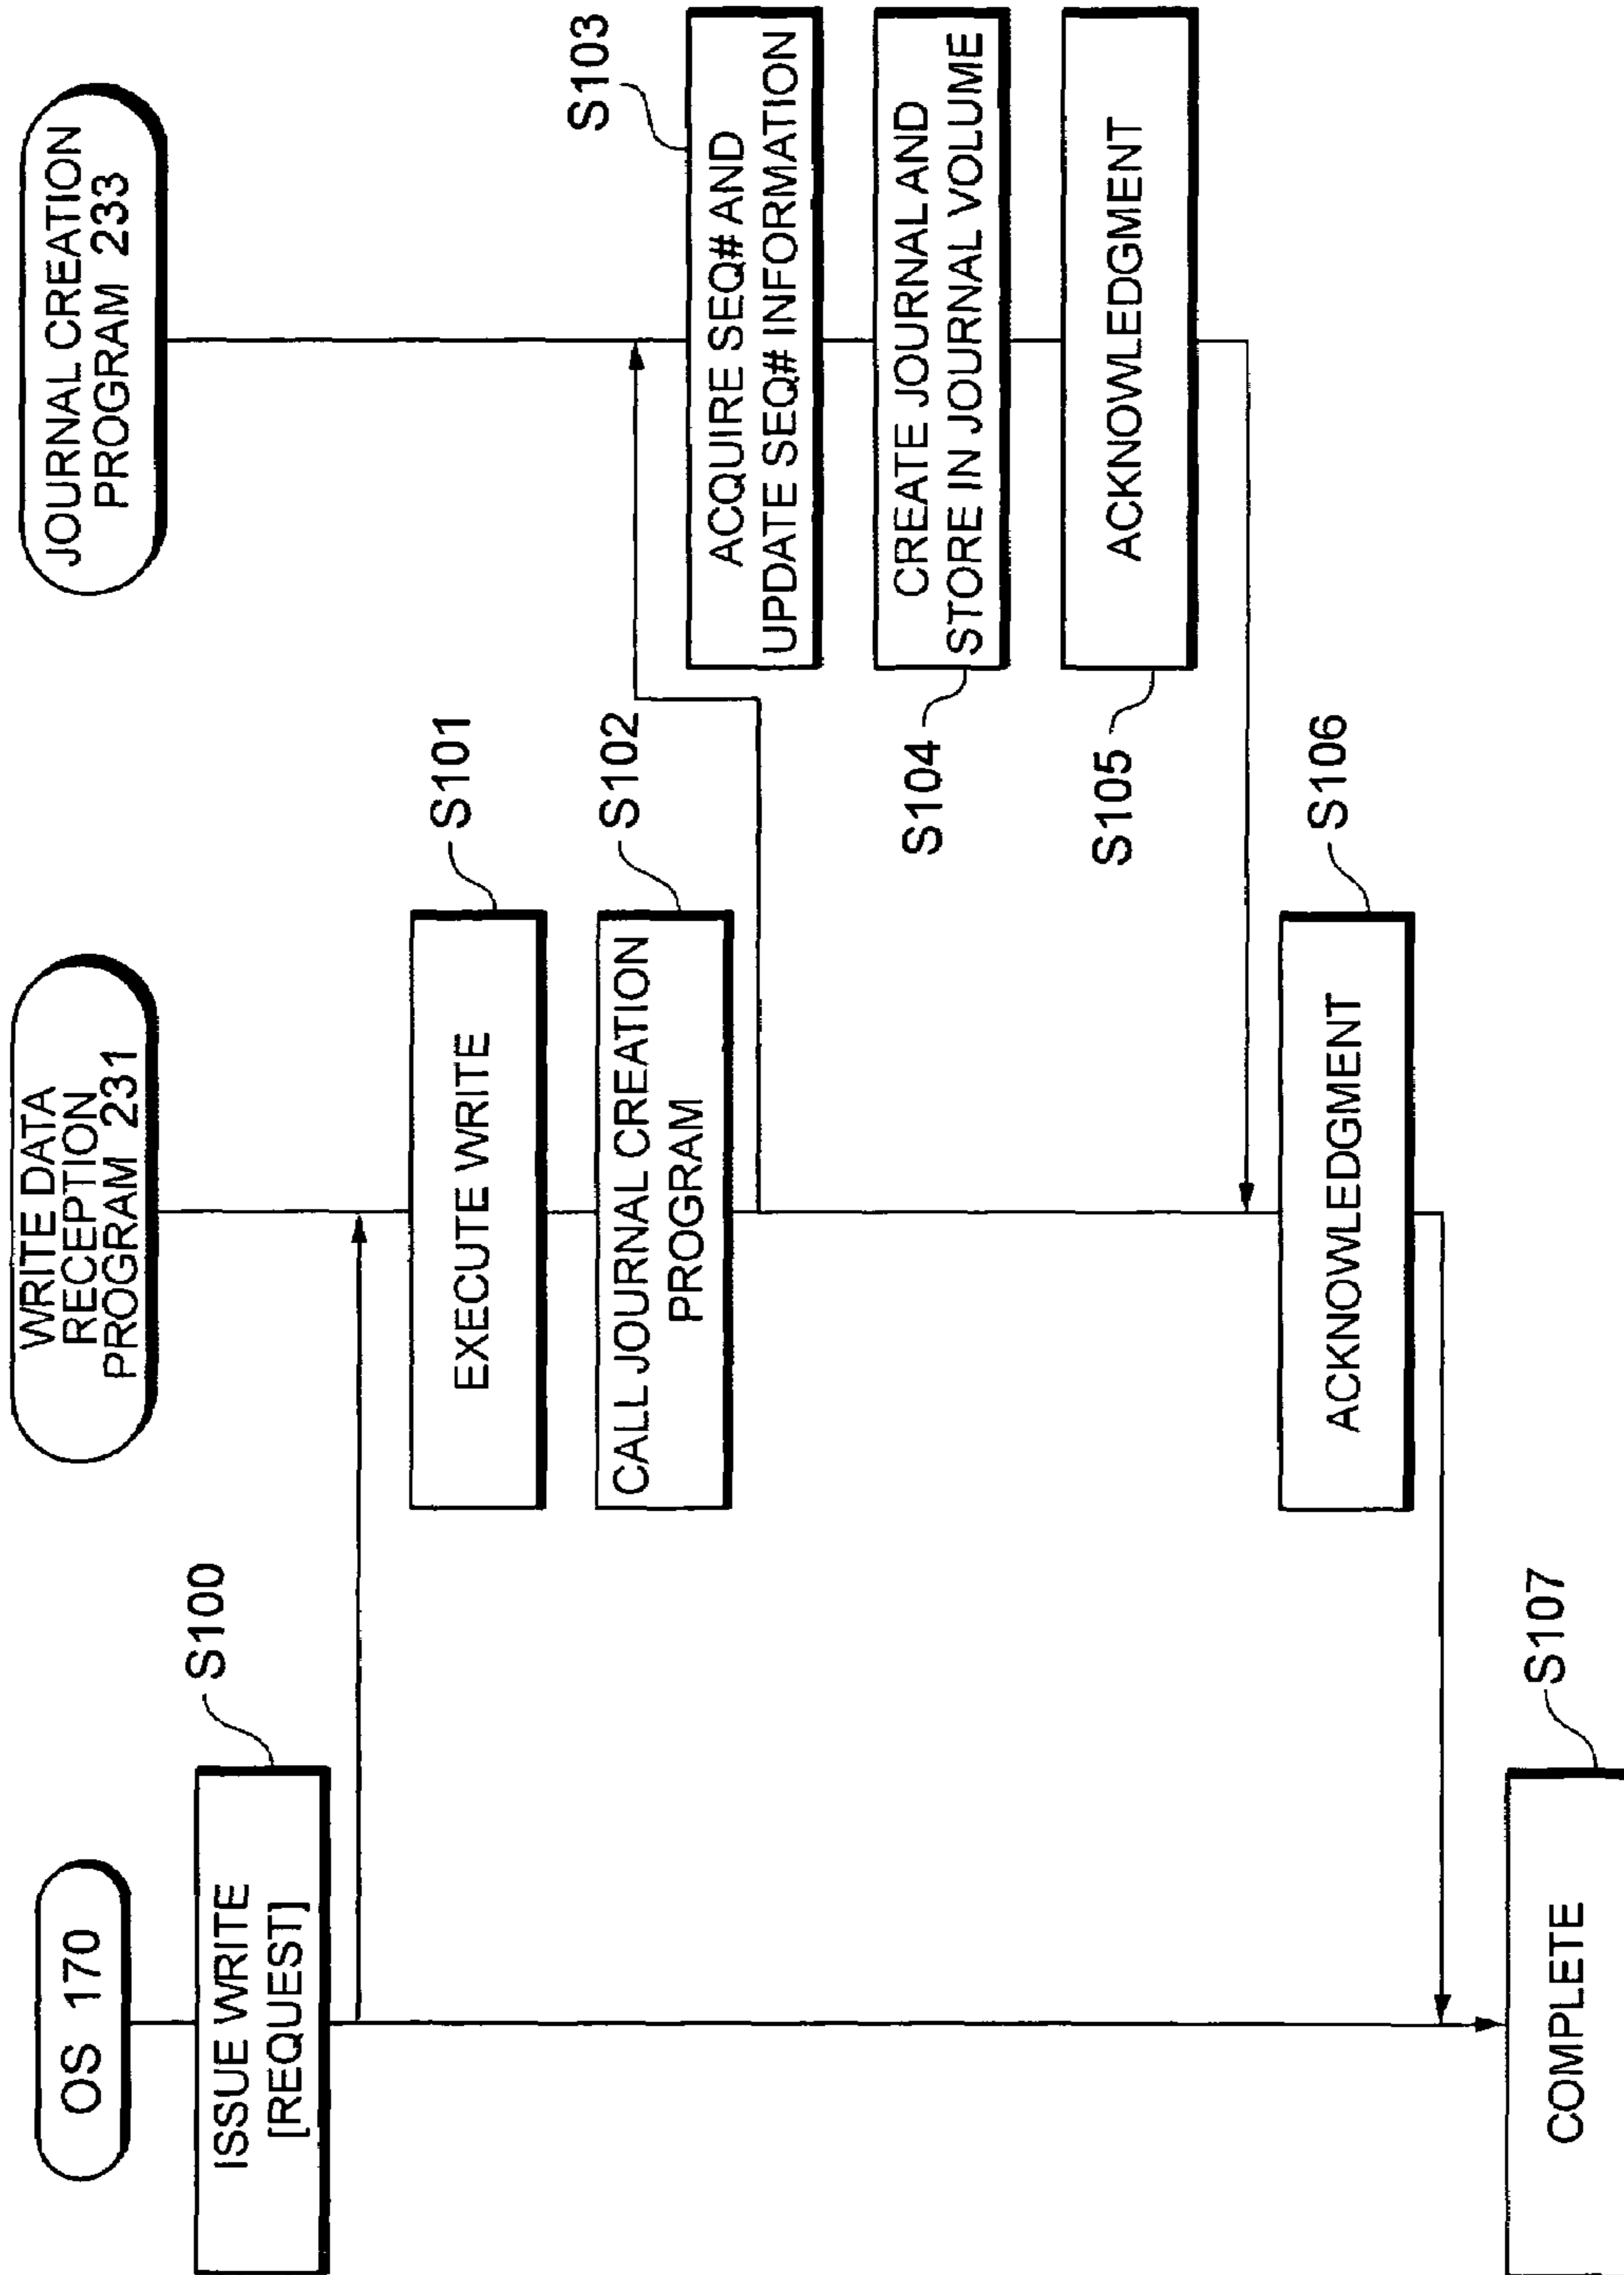 OS 170
ISSUE WRITE
[REQUEST]
S100
WRITE DATA
RECEPTION
PROGRAM 231
EXECUTE WRITE
S101
CALL JOURNAL CREATION
PROGRAM
S102
JOURNAL CREATION
PROGRAM 233
ACQUIRE SEQ# AND
UPDATE SEQ# INFORMATION
S103
CREATE JOURNAL AND
STORE IN JOURNAL VOLUME
S104
ACKNOWLEDGMENT
S105
ACKNOWLEDGMENT
S106
COMPLETE
S107